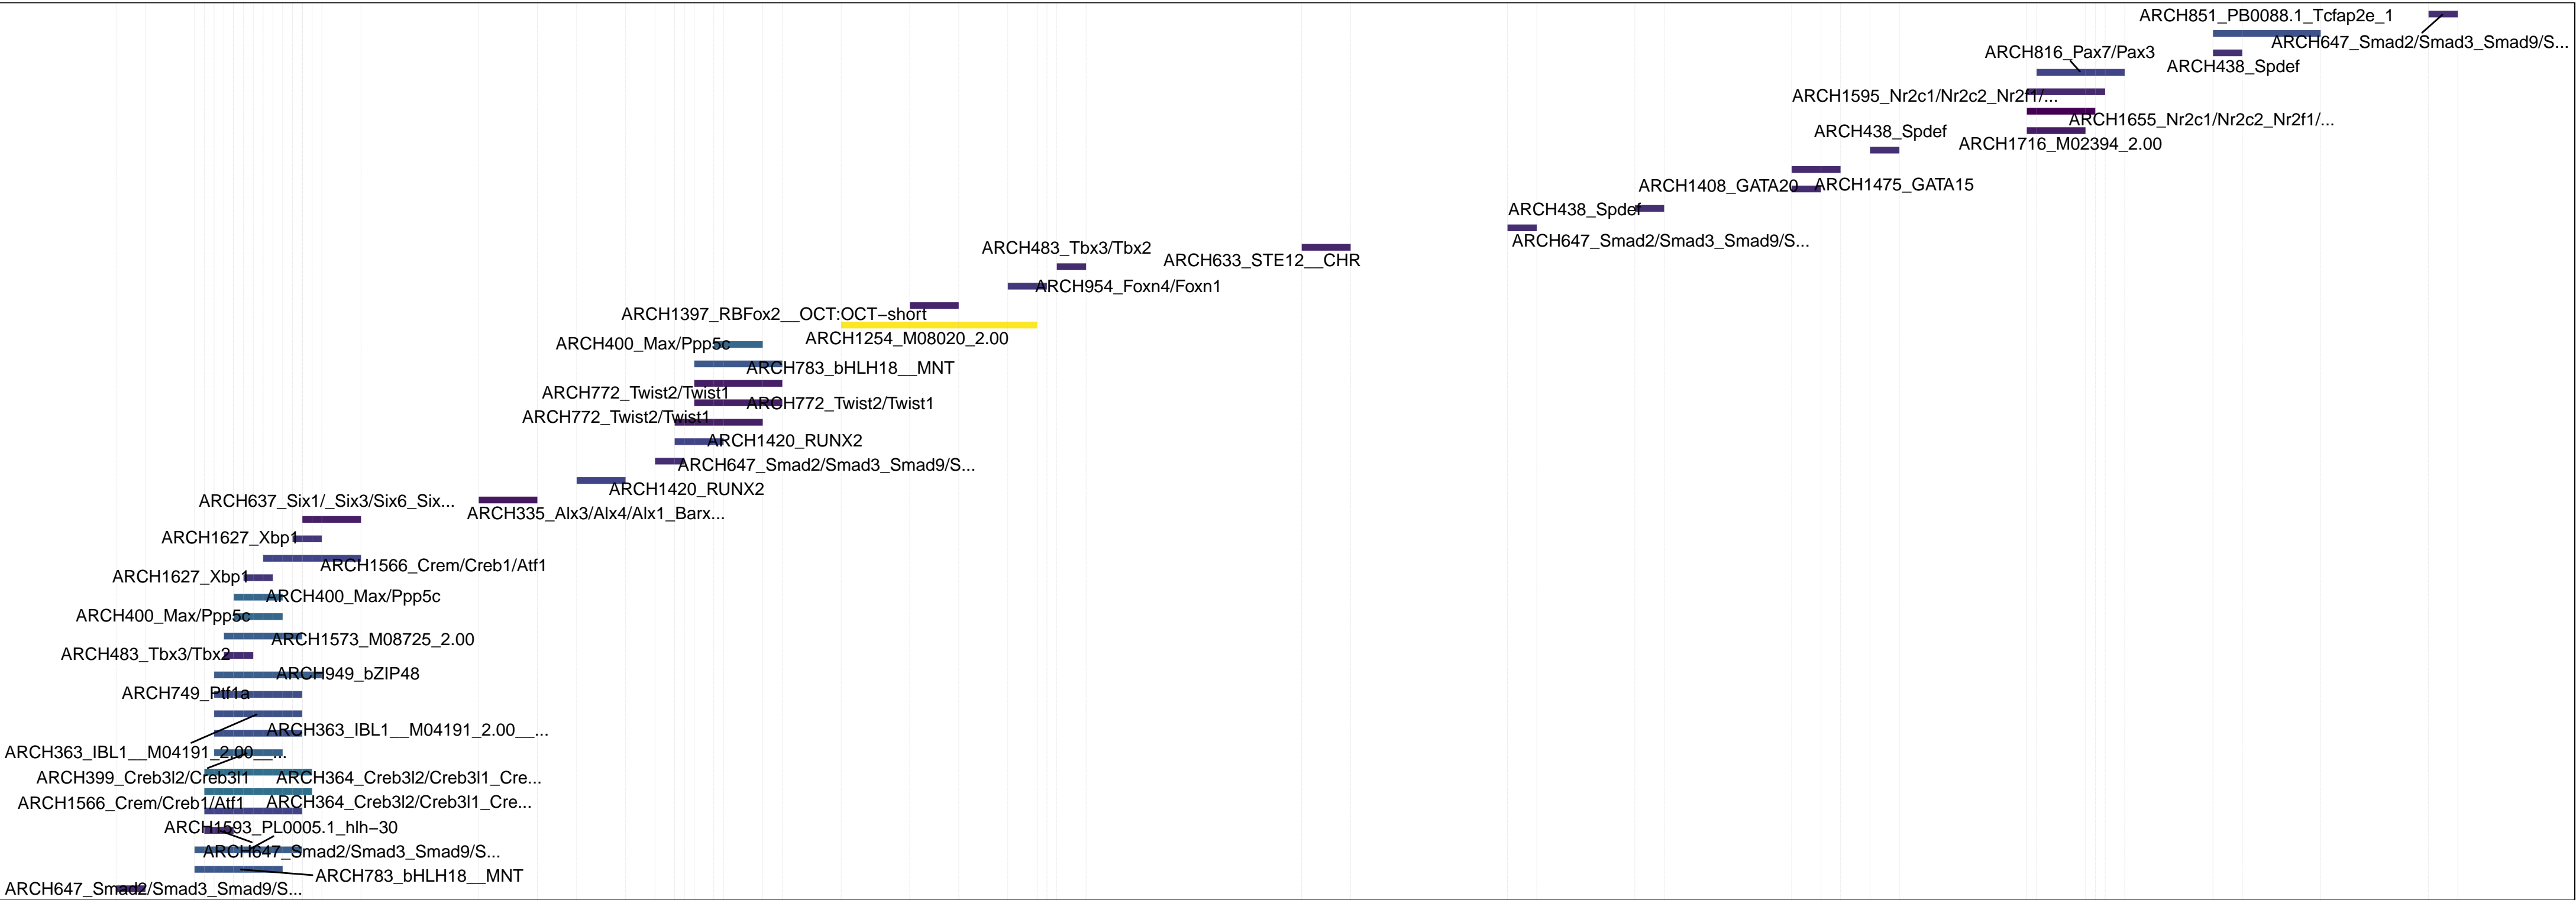 ARCH851_PB0088.1_Tcfap2e_1
ARCH647_Smad2/Smad3_Smad9/S...
ARCH816_Pax7/Pax3
ARCH438_Spdef
ARCH1595_Nr2c1/Nr2c2_Nr2f1/...
ARCH1655_Nr2c1/Nr2c2_Nr2f1/...
ARCH438_Spdef
ARCH1716_M02394_2.00
ARCH1408_GATA20
ARCH1475_GATA15
ARCH438_Spdef
ARCH647_Smad2/Smad3_Smad9/S...
ARCH483_Tbx3/Tbx2
ARCH633_STE12__CHR
ARCH954_Foxn4/Foxn1
ARCH1397_RBFox2__OCT:OCT−short
ARCH1254_M08020_2.00
ARCH400_Max/Ppp5c
ARCH783_bHLH18__MNT
ARCH772_Twist2/Twist1
ARCH772_Twist2/Twist1
ARCH772_Twist2/Twist1
ARCH1420_RUNX2
ARCH647_Smad2/Smad3_Smad9/S...
ARCH1420_RUNX2
ARCH637_Six1/_Six3/Six6_Six...
ARCH335_Alx3/Alx4/Alx1_Barx...
ARCH1627_Xbp1
ARCH1566_Crem/Creb1/Atf1
ARCH1627_Xbp1
ARCH400_Max/Ppp5c
ARCH400_Max/Ppp5c
ARCH1573_M08725_2.00
ARCH483_Tbx3/Tbx2
ARCH949_bZIP48
ARCH749_Ptf1a
ARCH363_IBL1__M04191_2.00__...
ARCH363_IBL1__M04191_2.00__...
ARCH399_Creb3l2/Creb3l1
ARCH364_Creb3l2/Creb3l1_Cre...
ARCH1566_Crem/Creb1/Atf1
ARCH364_Creb3l2/Creb3l1_Cre...
ARCH1593_PL0005.1_hlh−30
ARCH647_Smad2/Smad3_Smad9/S...
ARCH783_bHLH18__MNT
ARCH647_Smad2/Smad3_Smad9/S...